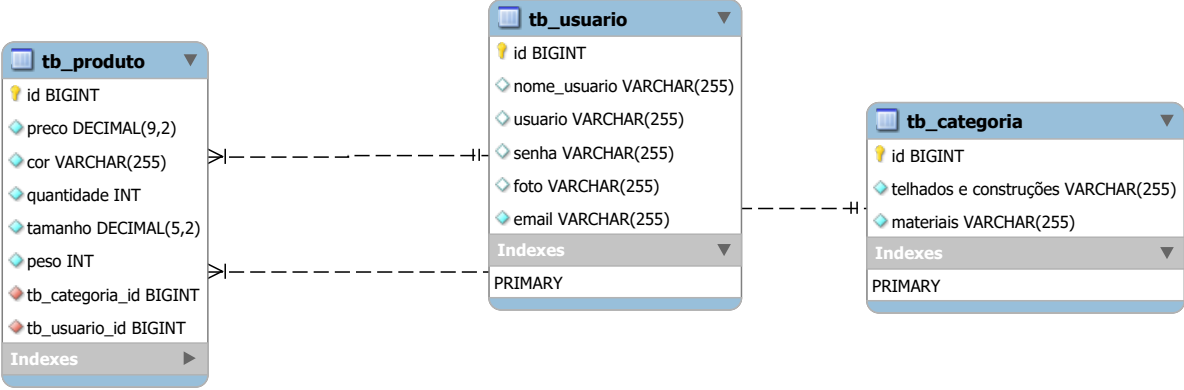 tb_produto
id BIGINT
preco DECIMAL(9,2)
cor VARCHAR(255)
quantidade INT
tamanho DECIMAL(5,2)
peso INT
tb_categoria_id BIGINT
tb_usuario_id BIGINT
Indexes
tb_usuario
id BIGINT
nome_usuario VARCHAR(255)
usuario VARCHAR(255)
senha VARCHAR(255)
foto VARCHAR(255)
email VARCHAR(255)
Indexes
PRIMARY
tb_categoria
id BIGINT
telhados e construções VARCHAR(255)
materiais VARCHAR(255)
Indexes
PRIMARY